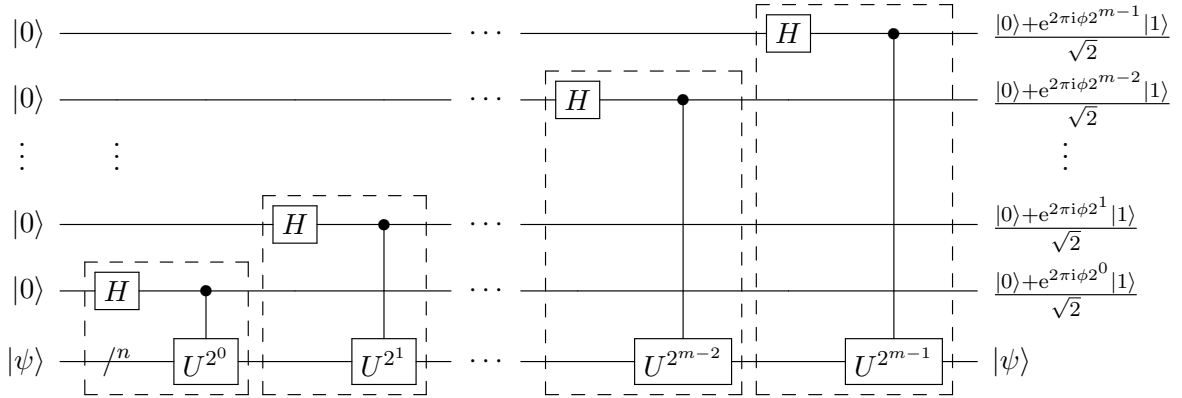 |0⟩ ··· H |0⟩+e^{2πiϕ2^{m−1}}|1⟩ / √2
|0⟩ ··· H |0⟩+e^{2πiϕ2^{m−2}}|1⟩ / √2
⋮ ⋮ ⋮
|0⟩ H ··· |0⟩+e^{2πiϕ2^1}|1⟩ / √2
|0⟩ H ··· |0⟩+e^{2πiϕ2^0}|1⟩ / √2
|ψ⟩ /^n U^{2^0} U^{2^1} ··· U^{2^{m−2}} U^{2^{m−1}} |ψ⟩